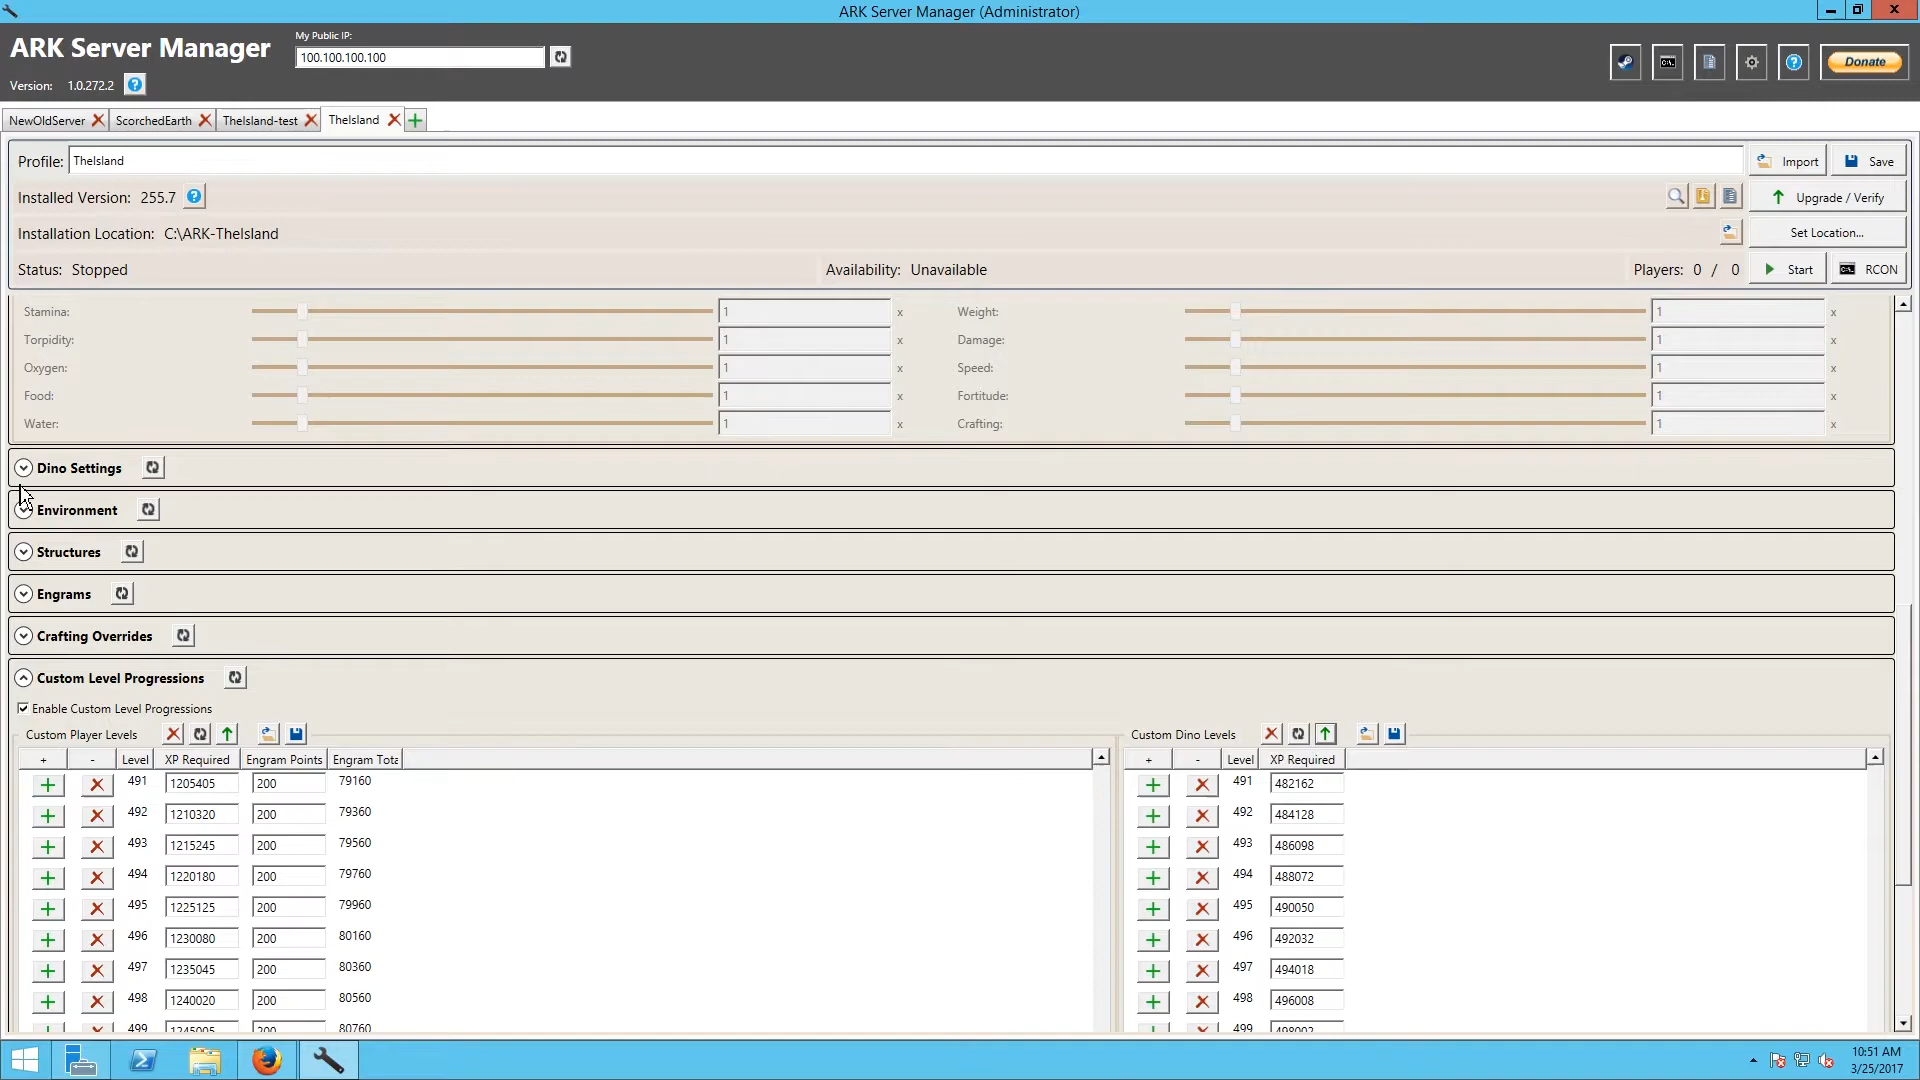 ARK Server Manager (Administrator)
ARK Server Manager
My Public IP:
100.100.100.100
Version: 1.0.272.2
Donate
NewOldServer ScorchedEarth TheIsland-test TheIsland
Profile: TheIsland Import Save
Installed Version: 255.7 Upgrade / Verify
Installation Location: C:\ARK-TheIsland Set Location...
Status: Stopped Availability: Unavailable Players: 0 / 0 Start RCON
Stamina: 1 x Weight: 1 x
Torpidity: 1 x Damage: 1 x
Oxygen: 1 x Speed: 1 x
Food: 1 x Fortitude: 1 x
Water: 1 x Crafting: 1 x
Dino Settings
Environment
Structures
Engrams
Crafting Overrides
Custom Level Progressions
Enable Custom Level Progressions
Custom Player Levels Custom Dino Levels
+ - Level XP Required Engram Points Engram Tota + - Level XP Required
491 1205405 200 79160 491 482162
492 1210320 200 79360 492 484128
493 1215245 200 79560 493 486098
494 1220180 200 79760 494 488072
495 1225125 200 79960 495 490050
496 1230080 200 80160 496 492032
497 1235045 200 80360 497 494018
498 1240020 200 80560 498 496008
499 1245005 200 80760 499 498002
10:51 AM
3/25/2017